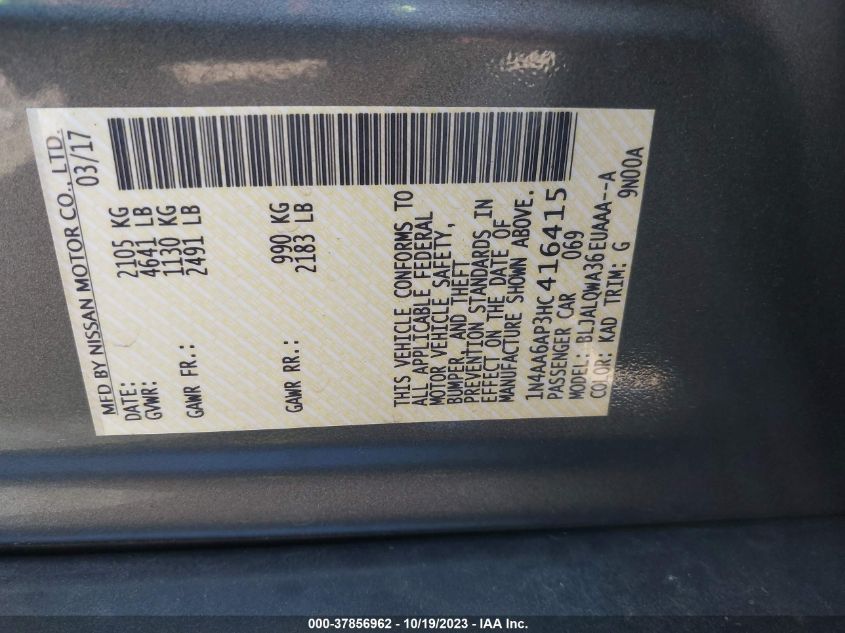 MFD BY NISSAN MOTOR CO., LTD.
DATE: 03/17
GVWR: 2105 KG
4641 LB
GAWR FR.: 1130 KG
2491 LB
GAWR RR.: 990 KG
2183 LB
THIS VEHICLE CONFORMS TO
ALL APPLICABLE FEDERAL
MOTOR VEHICLE SAFETY,
BUMPER, AND THEFT
PREVENTION STANDARDS IN
EFFECT ON THE DATE OF
MANUFACTURE SHOWN ABOVE.
1N4AA6AP3HC416415
PASSENGER CAR 069
MODEL: BLJALQWA36EUAAA--A
COLOR: KAD TRIM: G 9N00A
000-37856962 - 10/19/2023 - IAA Inc.